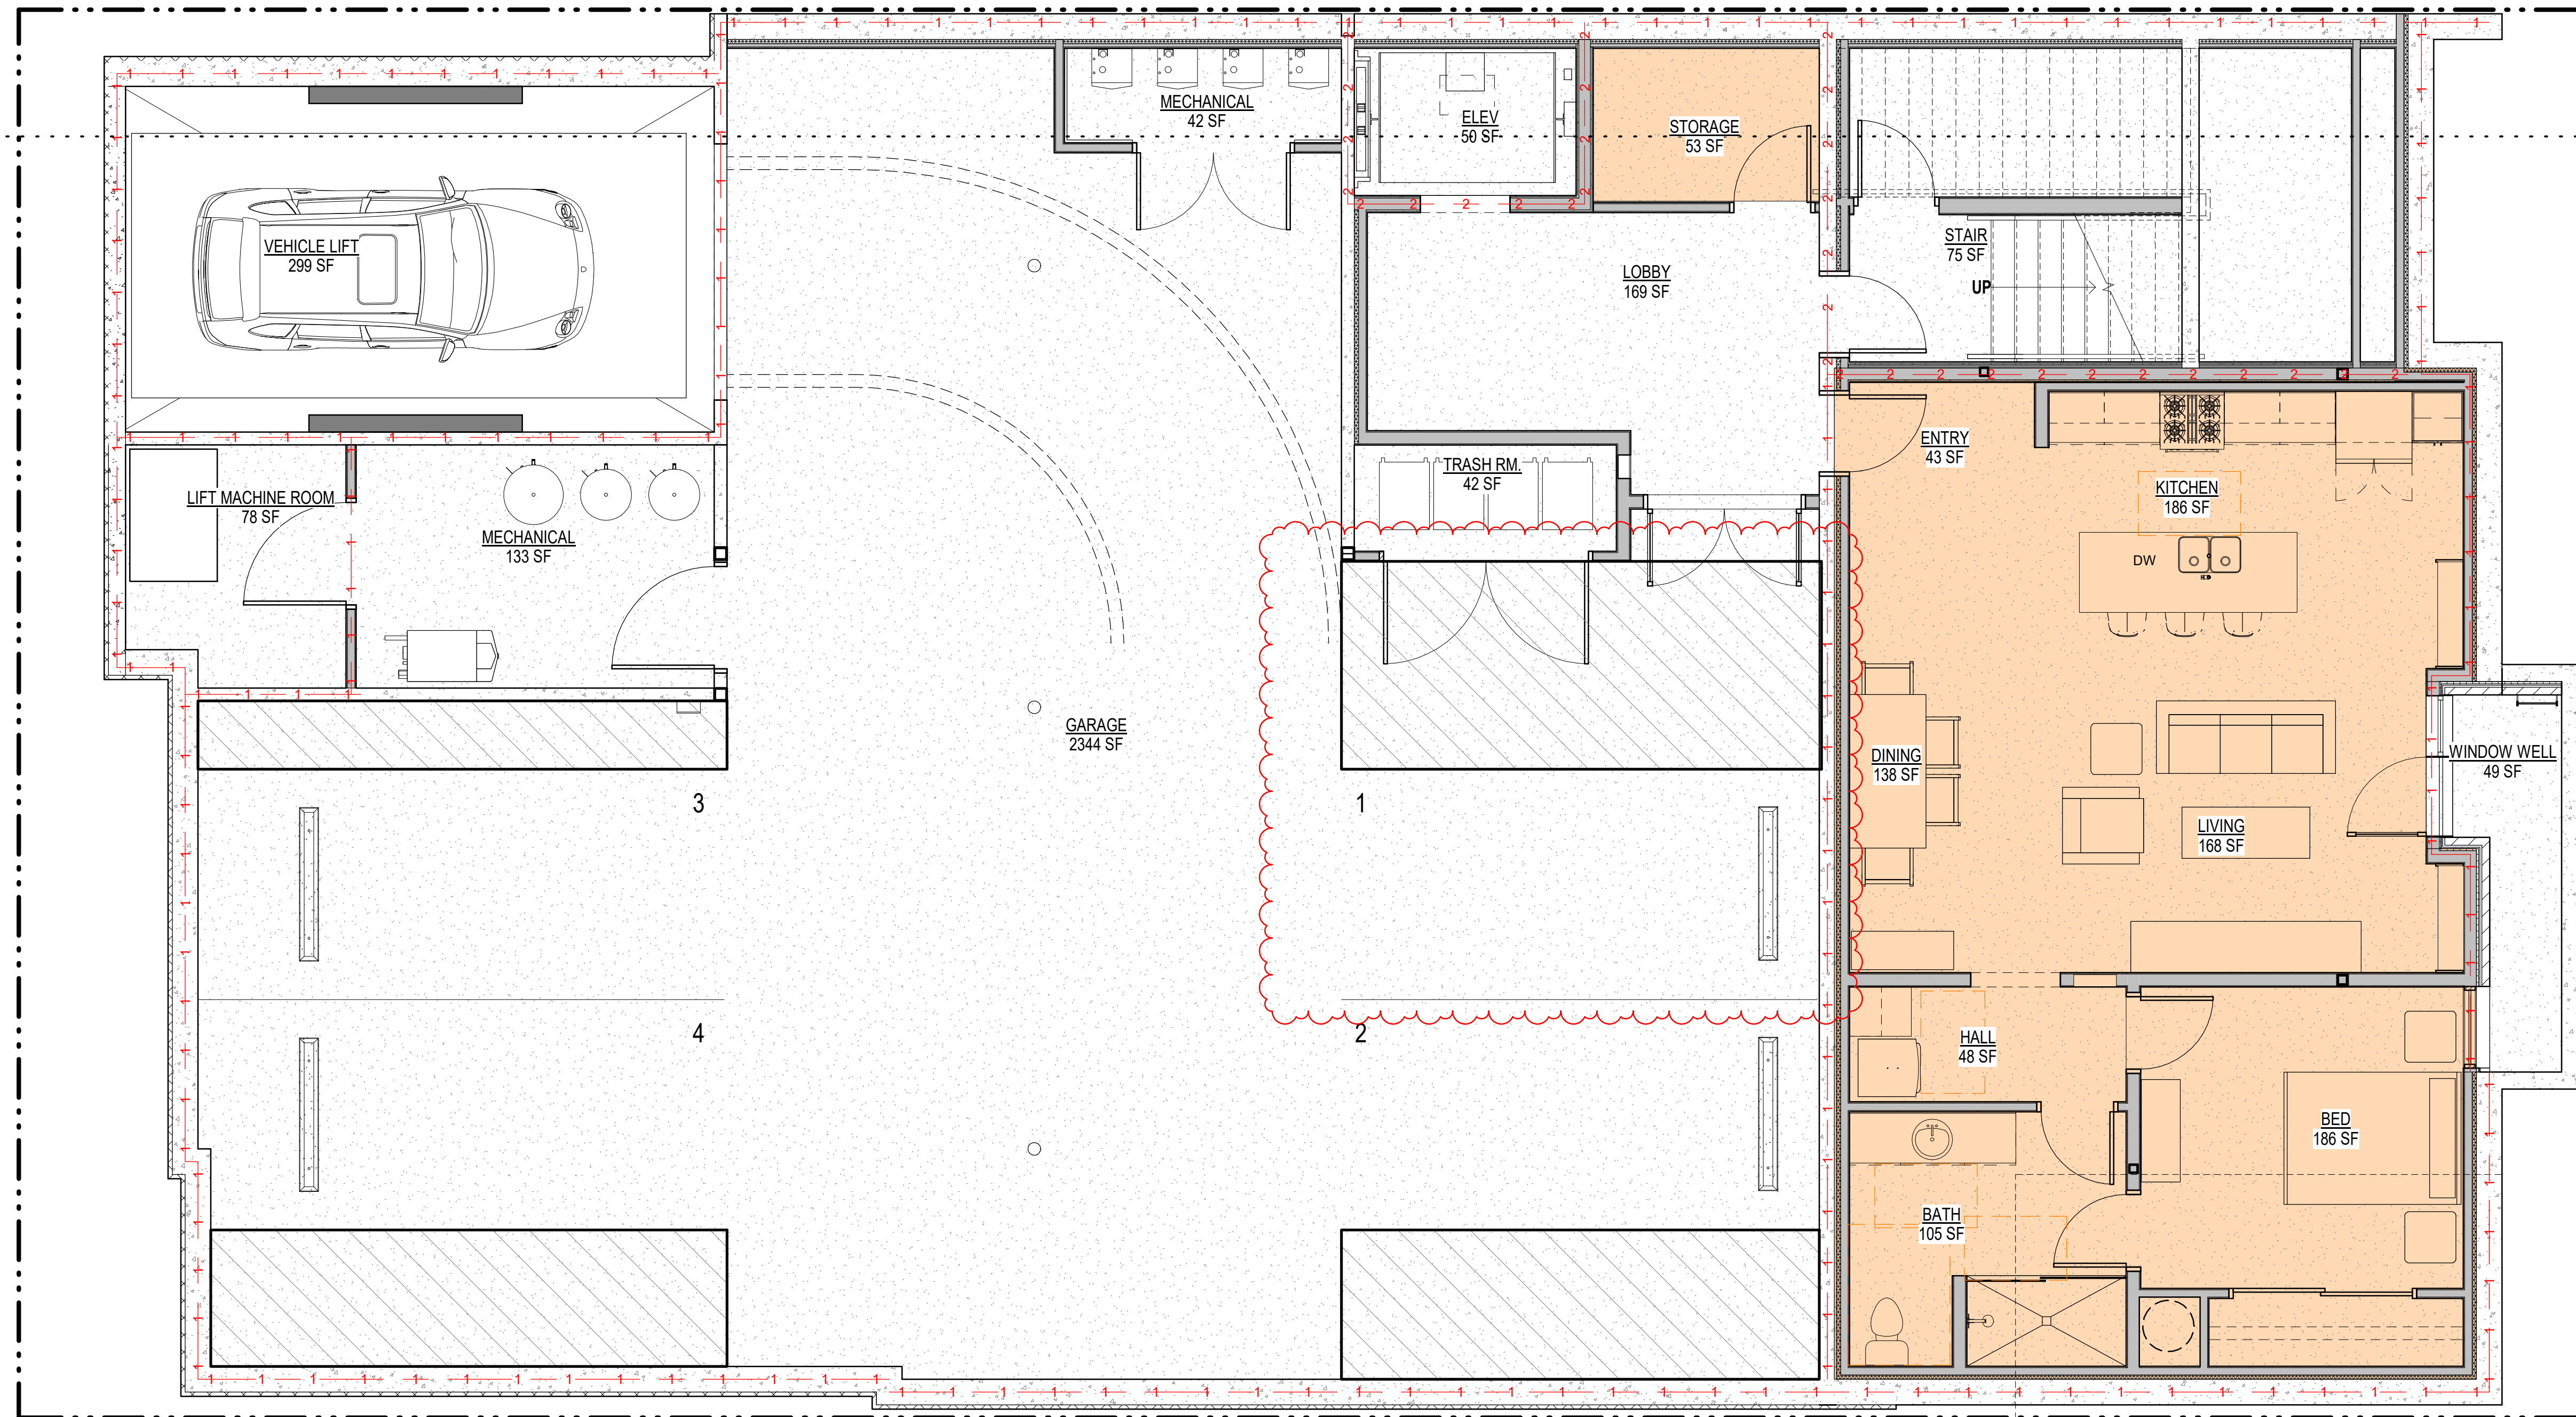 MECHANICAL
42 SF
ELEV
50 SF
STORAGE
53 SF
VEHICLE LIFT
299 SF
STAIR
75 SF
UP
LOBBY
169 SF
ENTRY
43 SF
TRASH RM.
42 SF
KITCHEN
186 SF
LIFT MACHINE ROOM
78 SF
MECHANICAL
133 SF
DW
GARAGE
2344 SF
DINING
138 SF
WINDOW WELL
49 SF
3
1
LIVING
168 SF
4
2
HALL
48 SF
BED
186 SF
BATH
105 SF